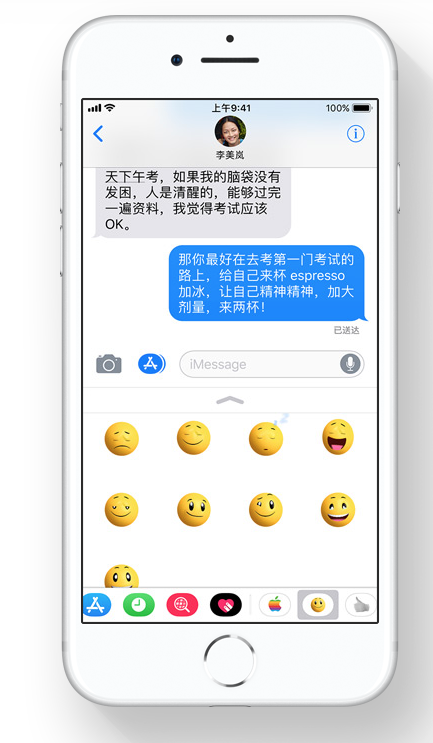 上午9:41
100%
李美岚
天下午考，如果我的脑袋没有
发困，人是清醒的，能够过完
一遍资料，我觉得考试应该
OK。
那你最好在去考第一门考试的
路上，给自己来杯 espresso
加冰，让自己精神精神，加大
剂量，来两杯！
已送达
iMessage